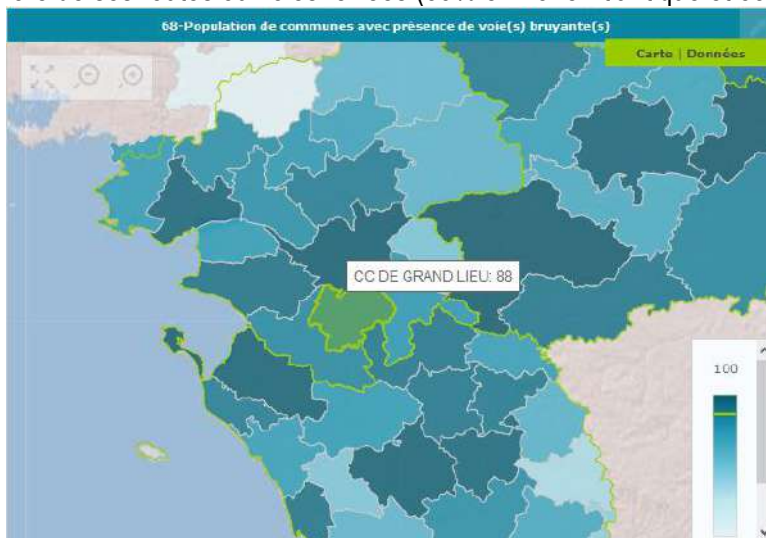 68-Population de communes avec présence de voie(s) bruyante(s)
Carte | Données
CC DE GRAND LIEU: 88
100